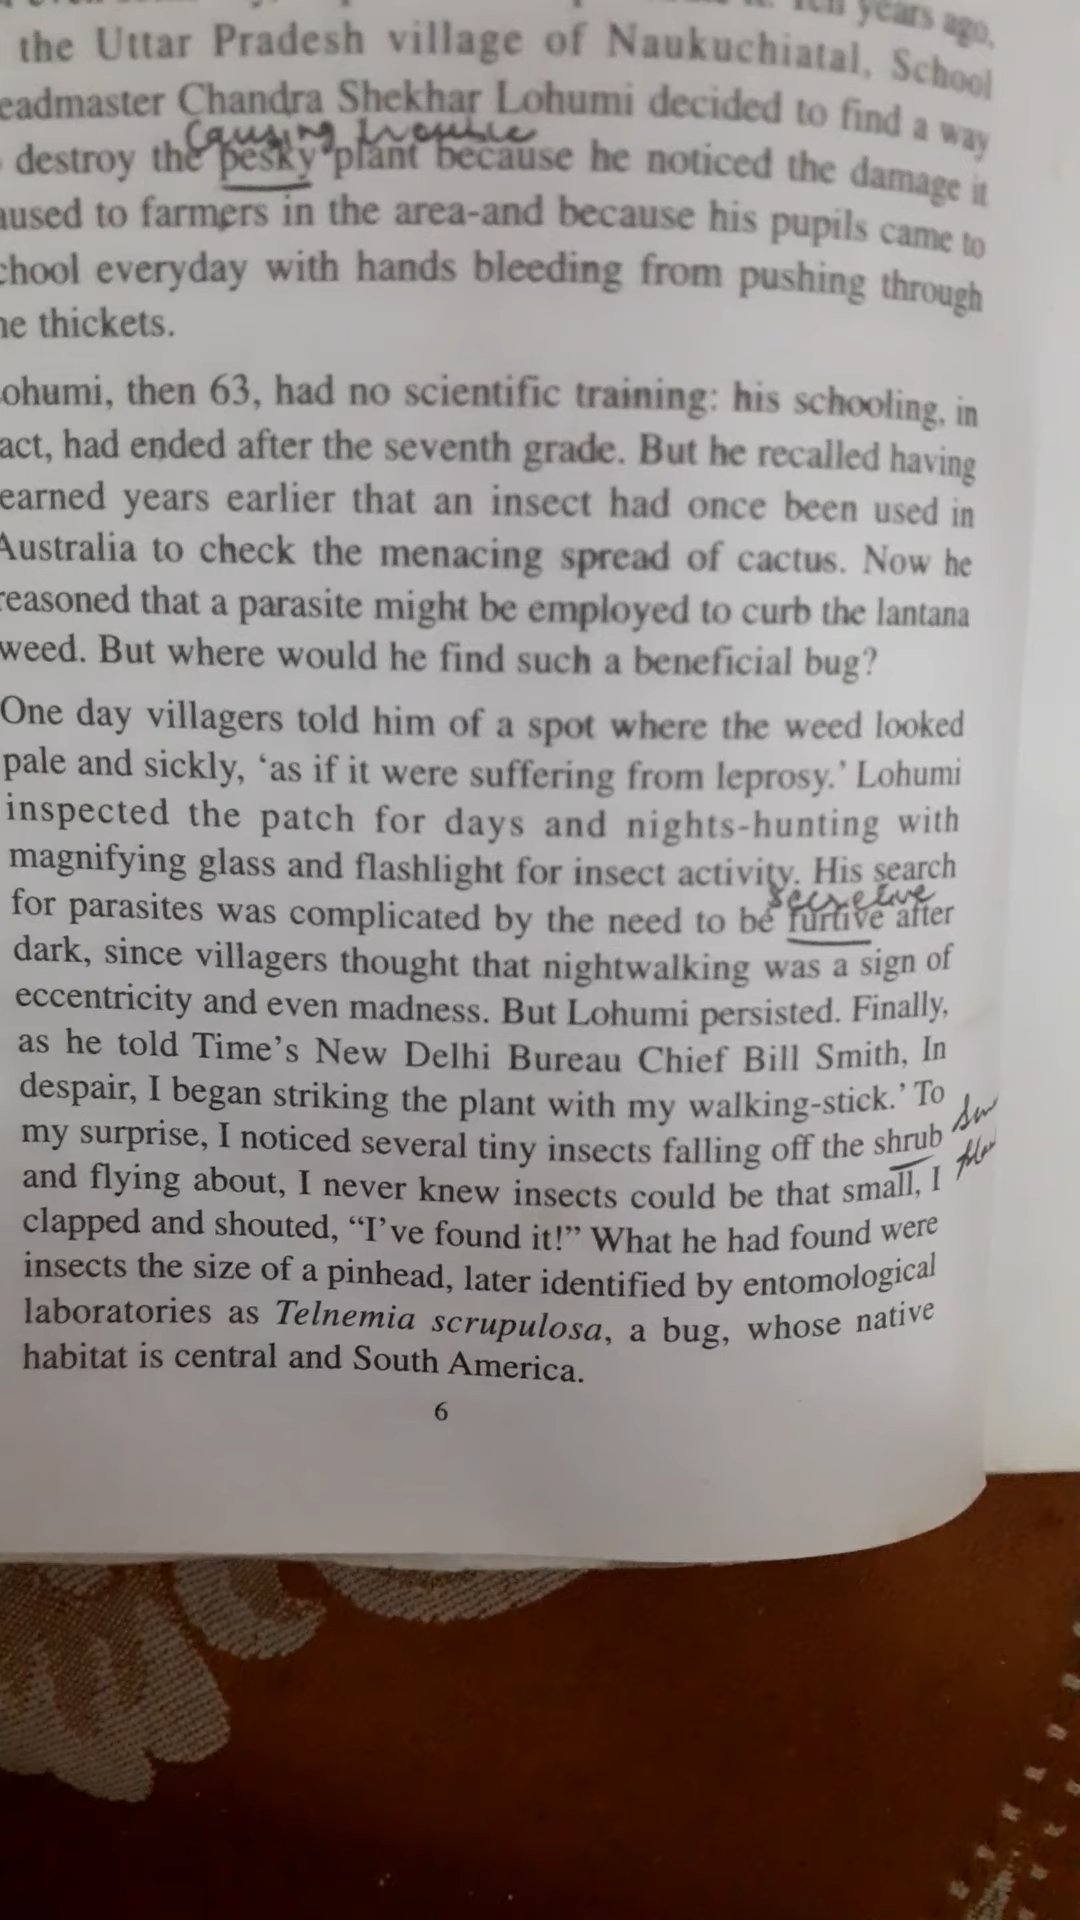 years ago,
the Uttar Pradesh village of Naukuchiatal, School
eadmaster Chandra Shekhar Lohumi decided to find a way
causing trouble
destroy the pesky plant because he noticed the damage it
aused to farmers in the area-and because his pupils came to
chool everyday with hands bleeding from pushing through
he thickets.
ohumi, then 63, had no scientific training: his schooling, in
act, had ended after the seventh grade. But he recalled having
earned years earlier that an insect had once been used in
Australia to check the menacing spread of cactus. Now he
reasoned that a parasite might be employed to curb the lantana
weed. But where would he find such a beneficial bug?
One day villagers told him of a spot where the weed looked
pale and sickly, ‘as if it were suffering from leprosy.’ Lohumi
inspected the patch for days and nights-hunting with
magnifying glass and flashlight for insect activity. His search
secretive
for parasites was complicated by the need to be furtive after
dark, since villagers thought that nightwalking was a sign of
eccentricity and even madness. But Lohumi persisted. Finally,
as he told Time’s New Delhi Bureau Chief Bill Smith, In
despair, I began striking the plant with my walking-stick.’ To
my surprise, I noticed several tiny insects falling off the shrub
and flying about, I never knew insects could be that small, I
clapped and shouted, “I’ve found it!” What he had found were
insects the size of a pinhead, later identified by entomological
laboratories as Telnemia scrupulosa, a bug, whose native
habitat is central and South America.
6